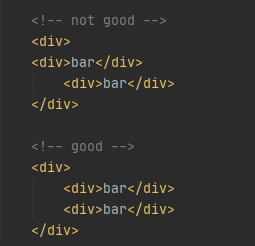 <!-- not good -->
<div>
<div>bar</div>
    <div>bar</div>
</div>

<!-- good -->
<div>
    <div>bar</div>
    <div>bar</div>
</div>